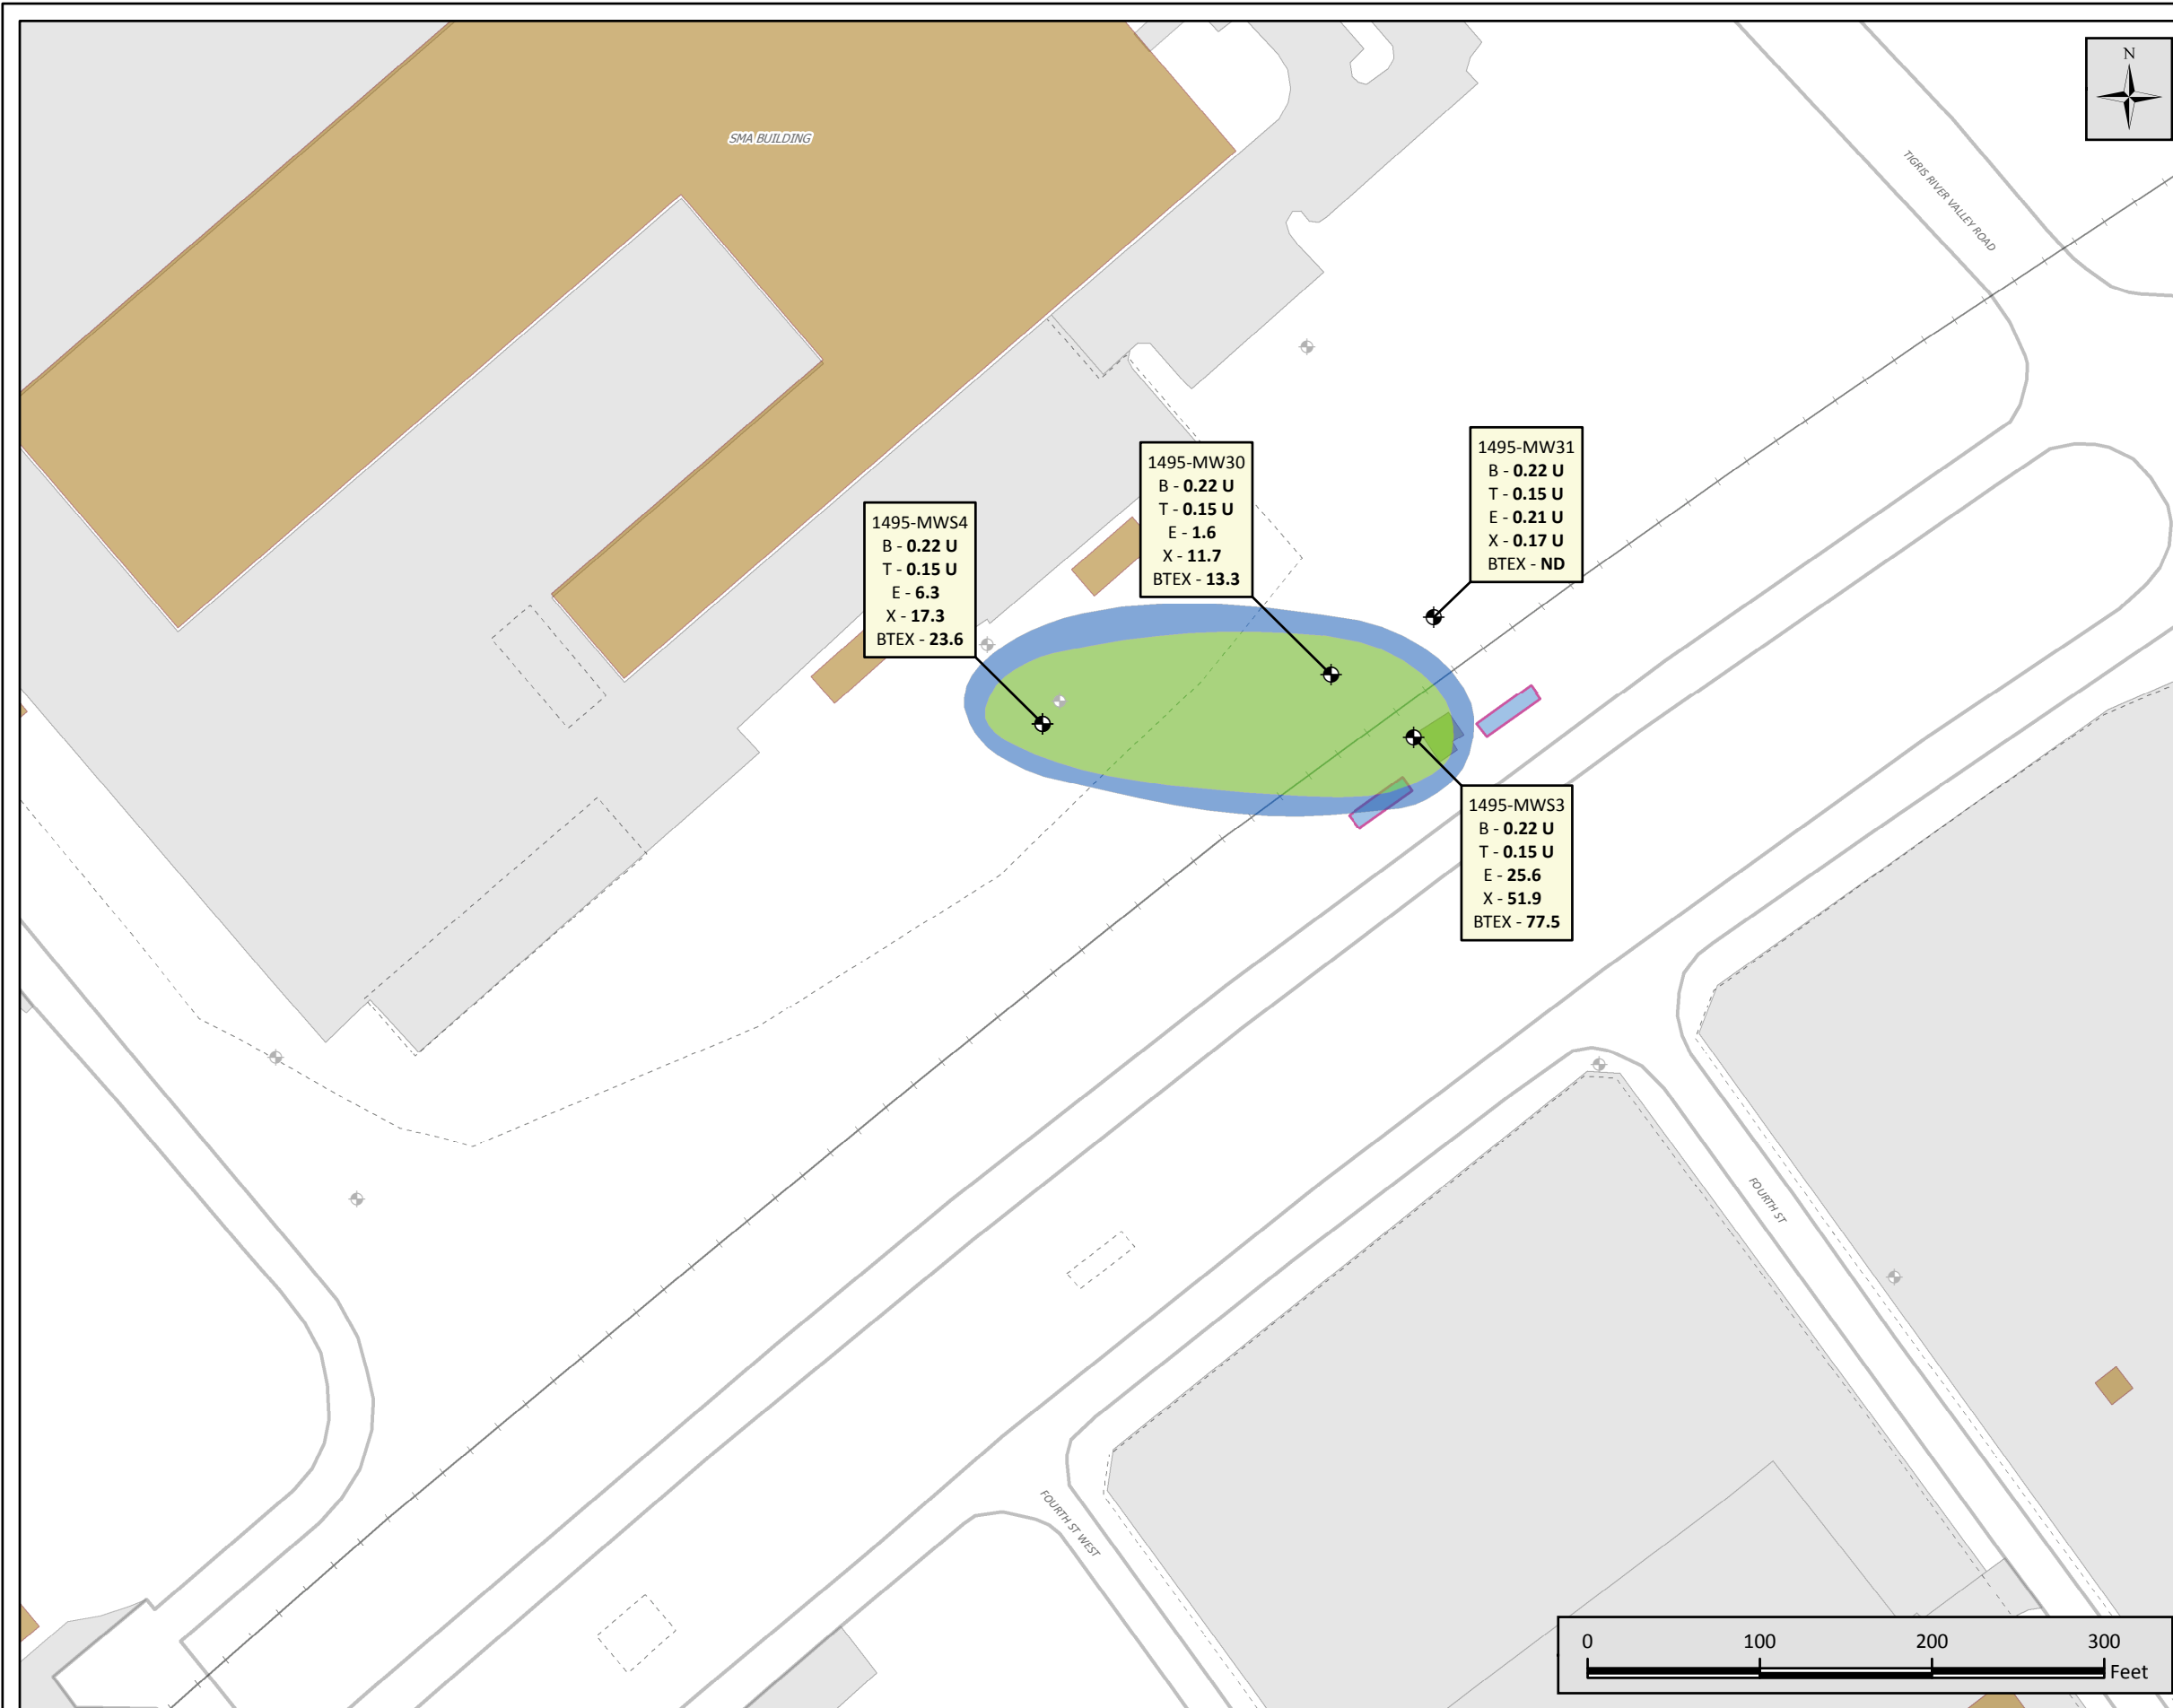 N
SMA BUILDING
TIGRIS RIVER VALLEY ROAD
1495-MW31
B - 0.22 U
T - 0.15 U
E - 0.21 U
X - 0.17 U
BTEX - ND
1495-MW30
B - 0.22 U
T - 0.15 U
E - 1.6
X - 11.7
BTEX - 13.3
1495-MWS4
B - 0.22 U
T - 0.15 U
E - 6.3
X - 17.3
BTEX - 23.6
1495-MWS3
B - 0.22 U
T - 0.15 U
E - 25.6
X - 51.9
BTEX - 77.5
FOURTH ST
FOURTH ST WEST
0 100 200 300
Feet